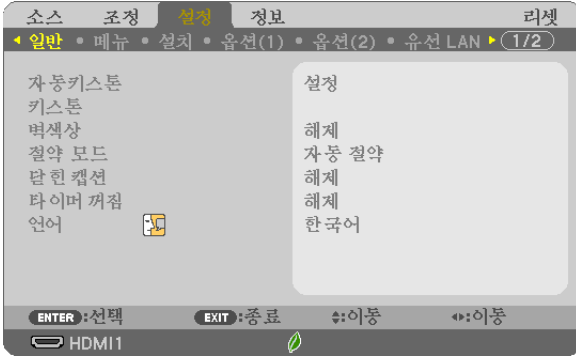 소스 조정 설정 정보 리셋
일반 • 메뉴 • 설치 • 옵션(1) • 옵션(2) • 유선 LAN 1/2
자동키스톤 설정
키스톤
벽색상 해제
절약 모드 자동 절약
닫힌 캡션 해제
타이머 꺼짐 해제
언어 한국어
ENTER :선택 EXIT :종료 :이동 :이동
HDMI1